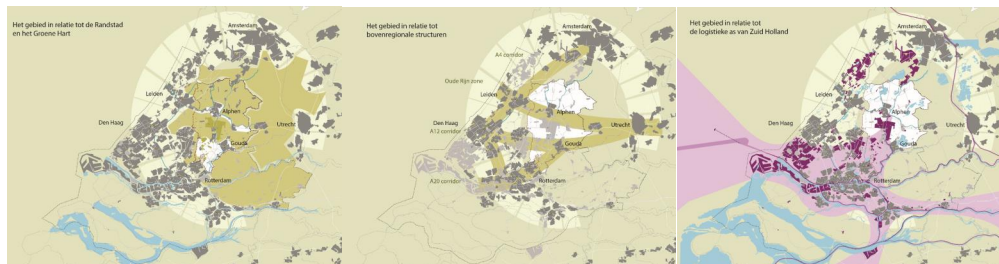 Het gebied in relatie tot de Randstad
en het Groene Hart
Amsterdam
Leiden
Alphen
Den Haag
Utrecht
Gouda
Rotterdam
Het gebied in relatie tot
bovenregionale structuren
Amsterdam
A4 corridor
Oude Rijn zone
Leiden
Alphen
Den Haag
Utrecht
A12 corridor
Gouda
A20 corridor
Rotterdam
Het gebied in relatie tot
de logistieke as van Zuid Holland
Amsterdam
Leiden
Alphen
Den Haag
Utrecht
Gouda
Rotterdam